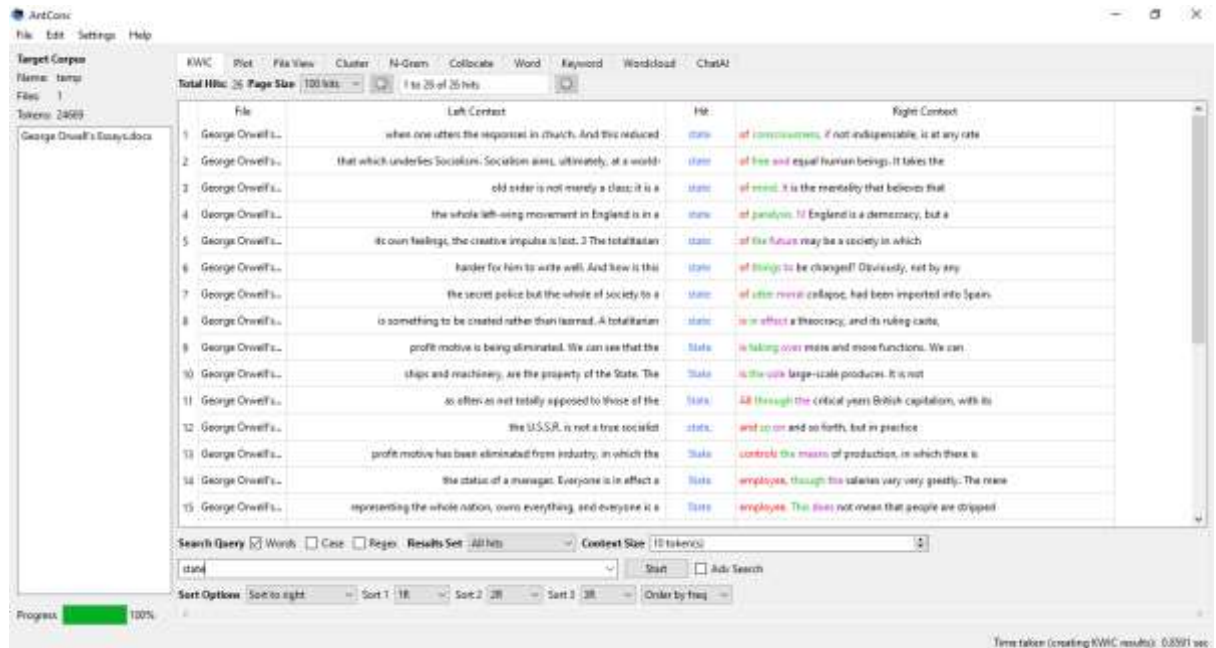 AntConc
File Edit Settings Help
Target Corpus
Name: temp
Files: 1
Tokens: 24669
George Orwell's Essays.docx
KWIC Plot File View Cluster N-Gram Collocate Word Keyword Wordcloud ChatAI
Total Hits: 26 Page Size 100 hits 1 to 26 of 26 hits
File Left Context Hit Right Context
1 George Orwell's... when one utters the responses in church. And this reduced state of consciousness, if not indispensable, is at any rate
2 George Orwell's... that which underlies Socialism. Socialism aims, ultimately, at a world- state of free and equal human beings. It takes the
3 George Orwell's... old order is not merely a class; it is a state of mind. It is the mentality that believes that
4 George Orwell's... the whole left-wing movement in England is in a state of paralysis. 1/ England is a democracy, but a
5 George Orwell's... its own feelings, the creative impulse is lost. 3 The totalitarian state of the future may be a society in which
6 George Orwell's... harder for him to write well. And how is this state of things to be changed? Obviously, not by any
7 George Orwell's... the secret police but the whole of society to a state of utter moral collapse, had been imported into Spain.
8 George Orwell's... is something to be created rather than learned. A totalitarian state is in effect a theocracy, and its ruling caste,
9 George Orwell's... profit motive is being eliminated. We can see that the State is taking over more and more functions. We can
10 George Orwell's... ships and machinery, are the property of the State. The State is the sole large-scale producer. It is not
11 George Orwell's... as often as not totally opposed to those of the State. All through the critical years British capitalism, with its
12 George Orwell's... the U.S.S.R. is not a true socialist state, and so on and so forth, but in practice
13 George Orwell's... profit motive has been eliminated from industry, in which the State controls the means of production, in which there is
14 George Orwell's... the status of a manager. Everyone is in effect a State employee, though the salaries vary very greatly. The mere
15 George Orwell's... representing the whole nation, owns everything, and everyone is a State employee. This does not mean that people are stripped
Search Query Words Case Regex Results Set All hits Context Size 10 token(s)
state Start Adv Search
Sort Options Sort to right Sort 1 1R Sort 2 2R Sort 3 3R Order by freq
Progress 100%
Time taken (creating KWIC results): 0.8591 sec